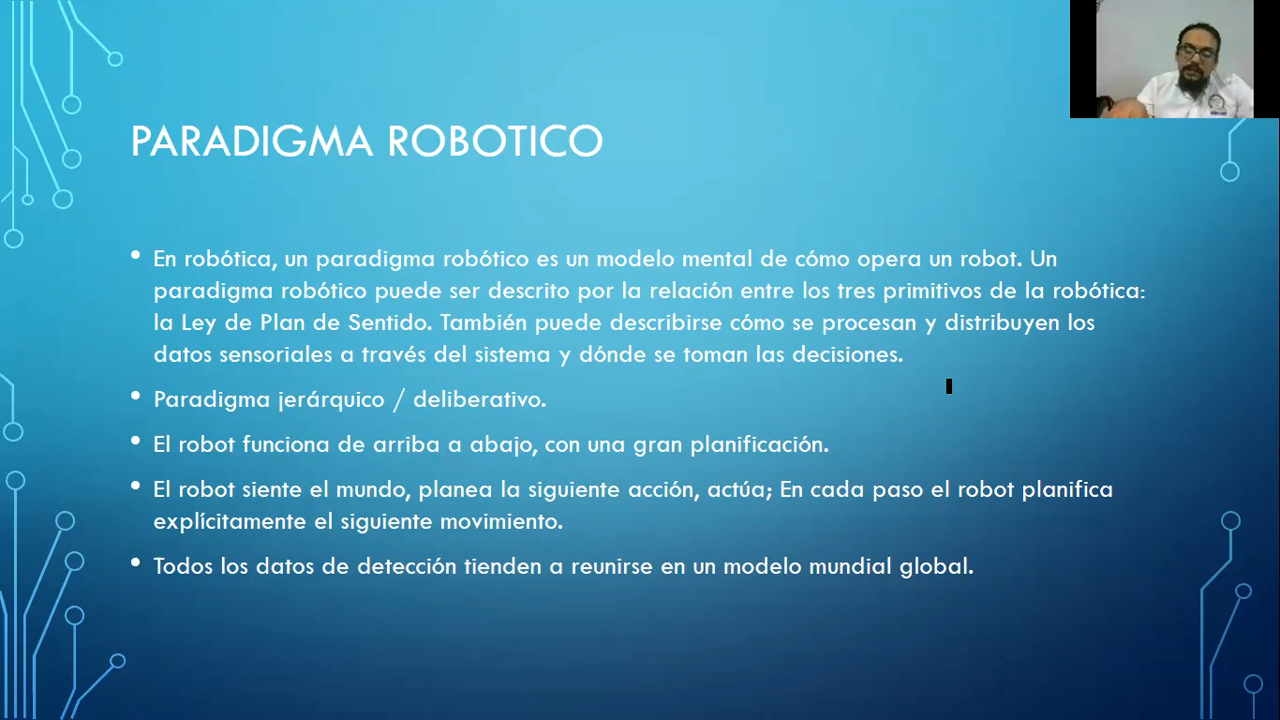 PARADIGMA ROBOTICO
• En robótica, un paradigma robótico es un modelo mental de cómo opera un robot. Un
paradigma robótico puede ser descrito por la relación entre los tres primitivos de la robótica:
la Ley de Plan de Sentido. También puede describirse cómo se procesan y distribuyen los
datos sensoriales a través del sistema y dónde se toman las decisiones.
• Paradigma jerárquico / deliberativo.
• El robot funciona de arriba a abajo, con una gran planificación.
• El robot siente el mundo, planea la siguiente acción, actúa; En cada paso el robot planifica
explícitamente el siguiente movimiento.
• Todos los datos de detección tienden a reunirse en un modelo mundial global.